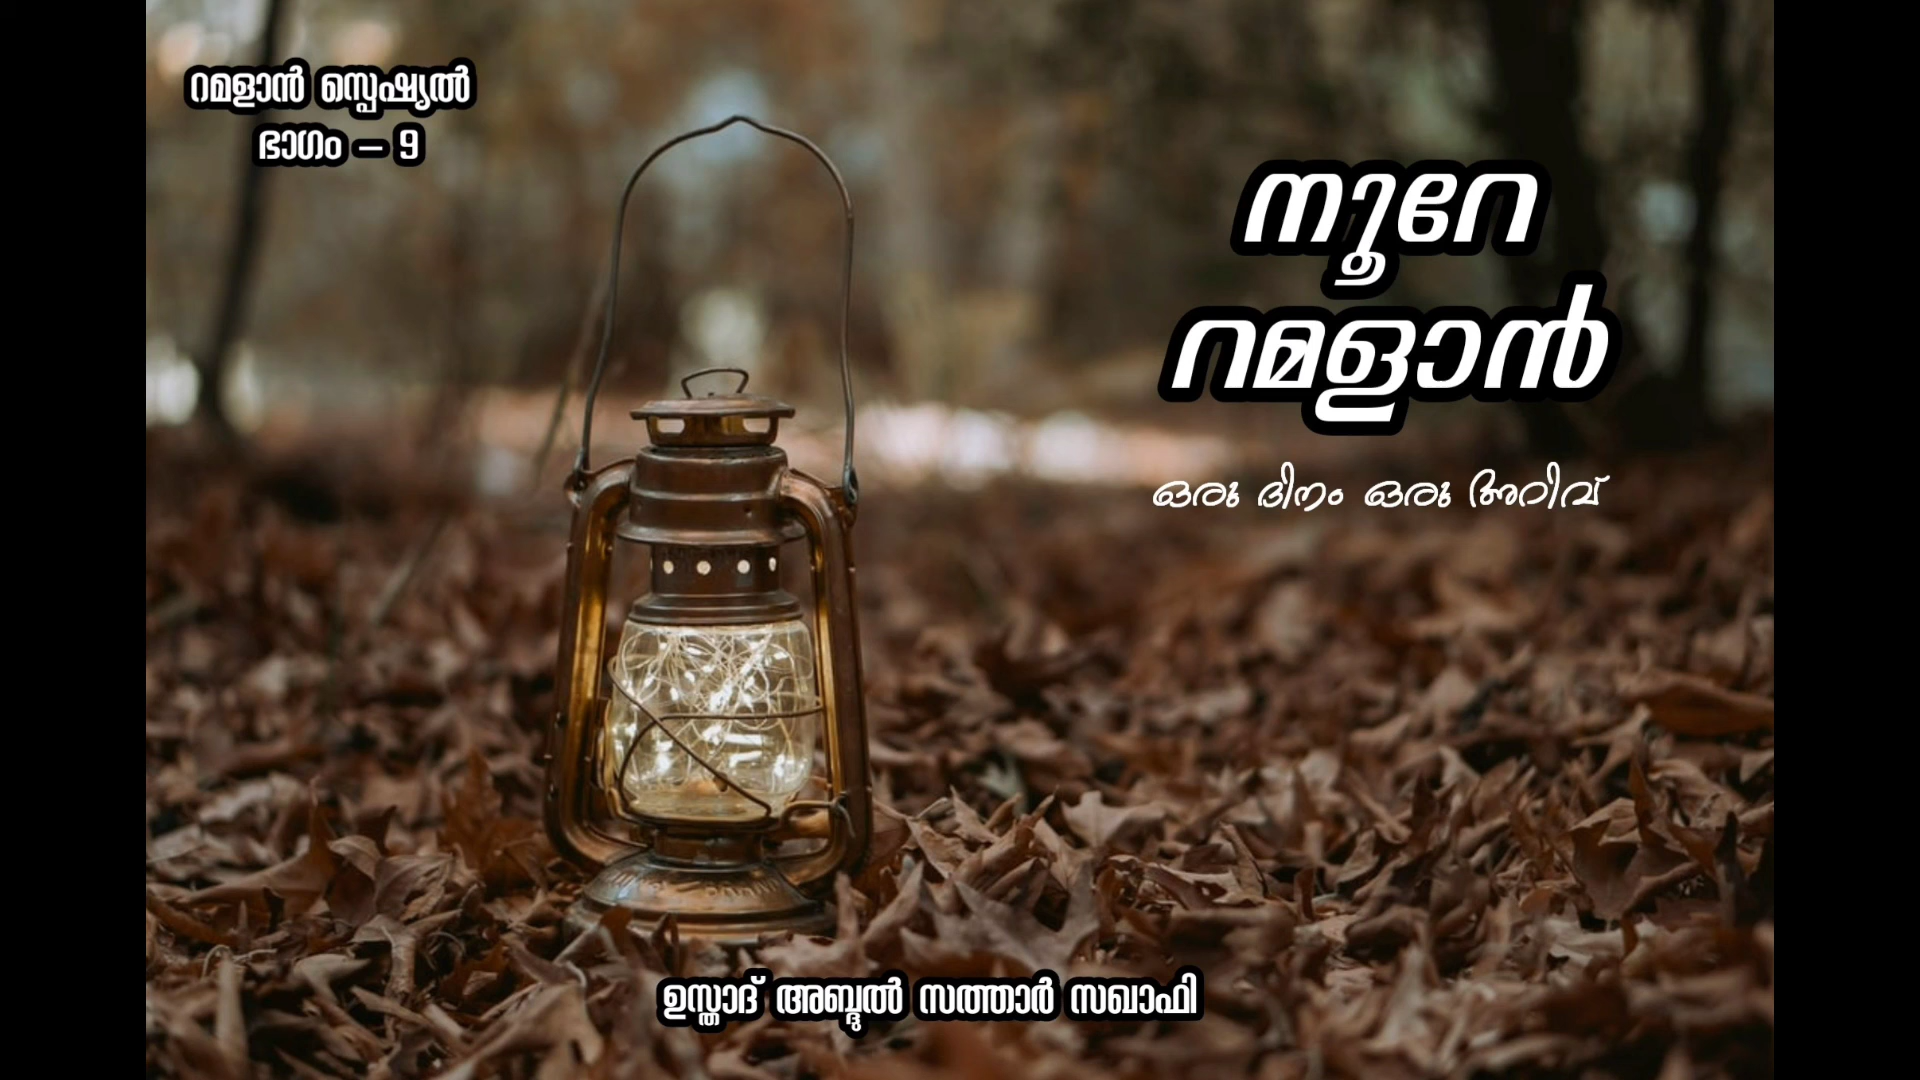 റമളാൻ സ്പെഷ്യൽ
ഭാഗം – 9
നൂറേ
റമളാൻ
ഒരു ദിനം ഒരു അറിവ്
ഉസ്താദ് അബ്ദുൽ സത്താർ സഖാഫി